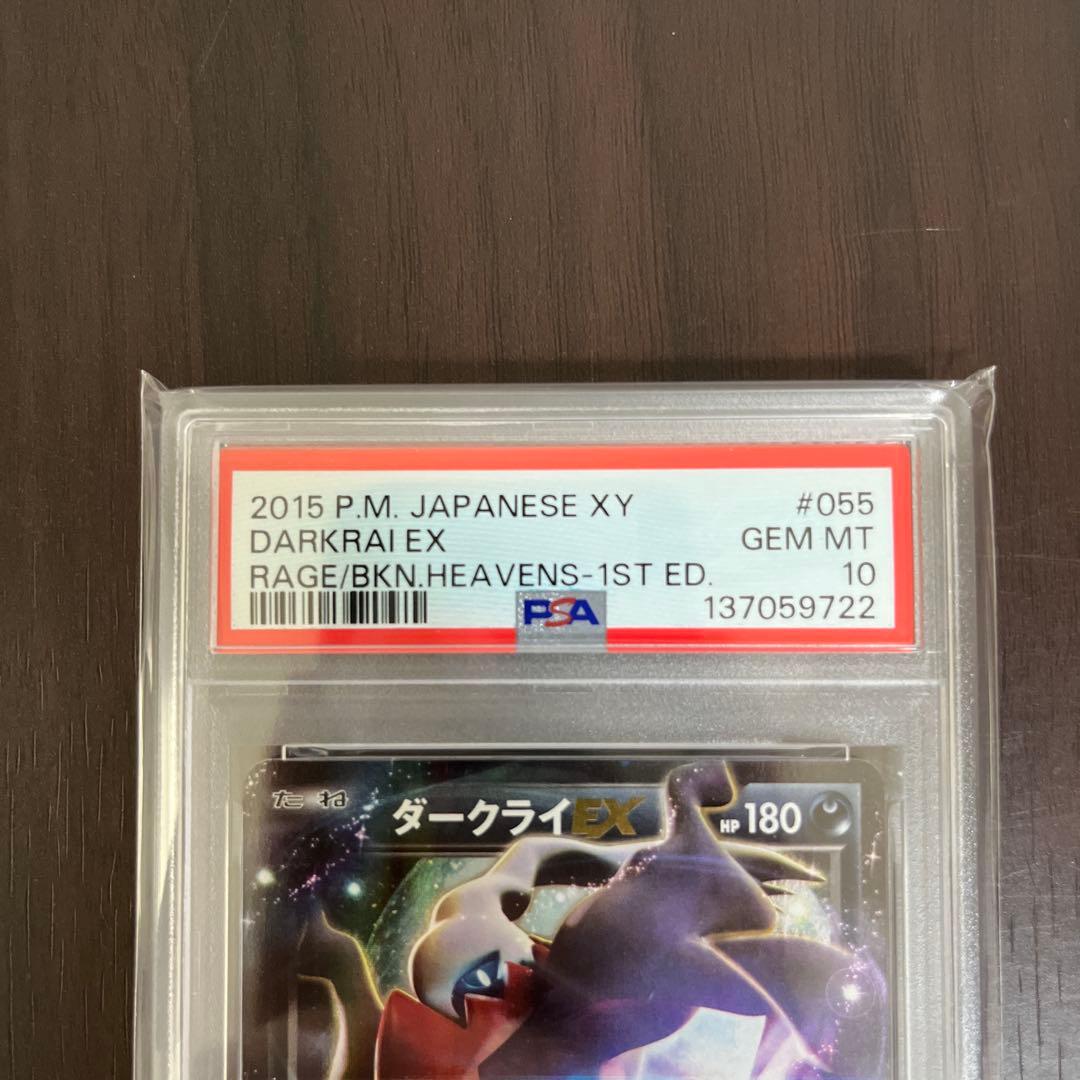 2015 P.M. JAPANESE XY #055
DARKRAI EX GEM MT
RAGE/BKN.HEAVENS-1ST ED. 10
PSA 137059722
たね ダークライEX HP 180